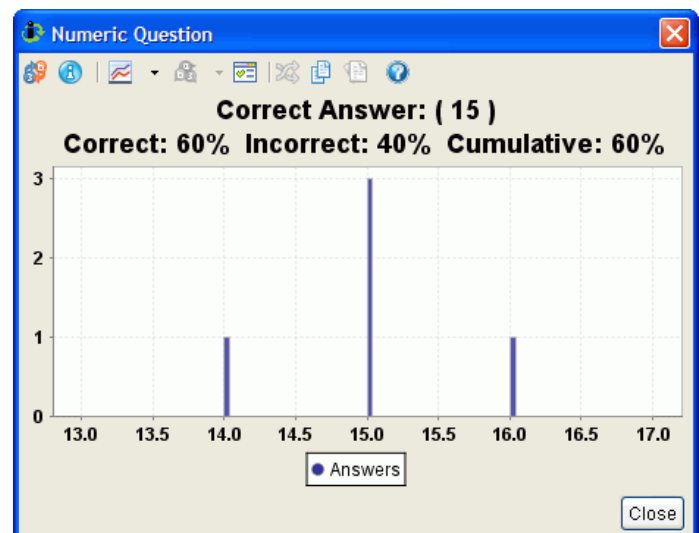 Numeric Question
Correct Answer: ( 15 )
Correct: 60% Incorrect: 40% Cumulative: 60%
3
2
1
0
13.0 13.5 14.0 14.5 15.0 15.5 16.0 16.5 17.0
Answers
Close